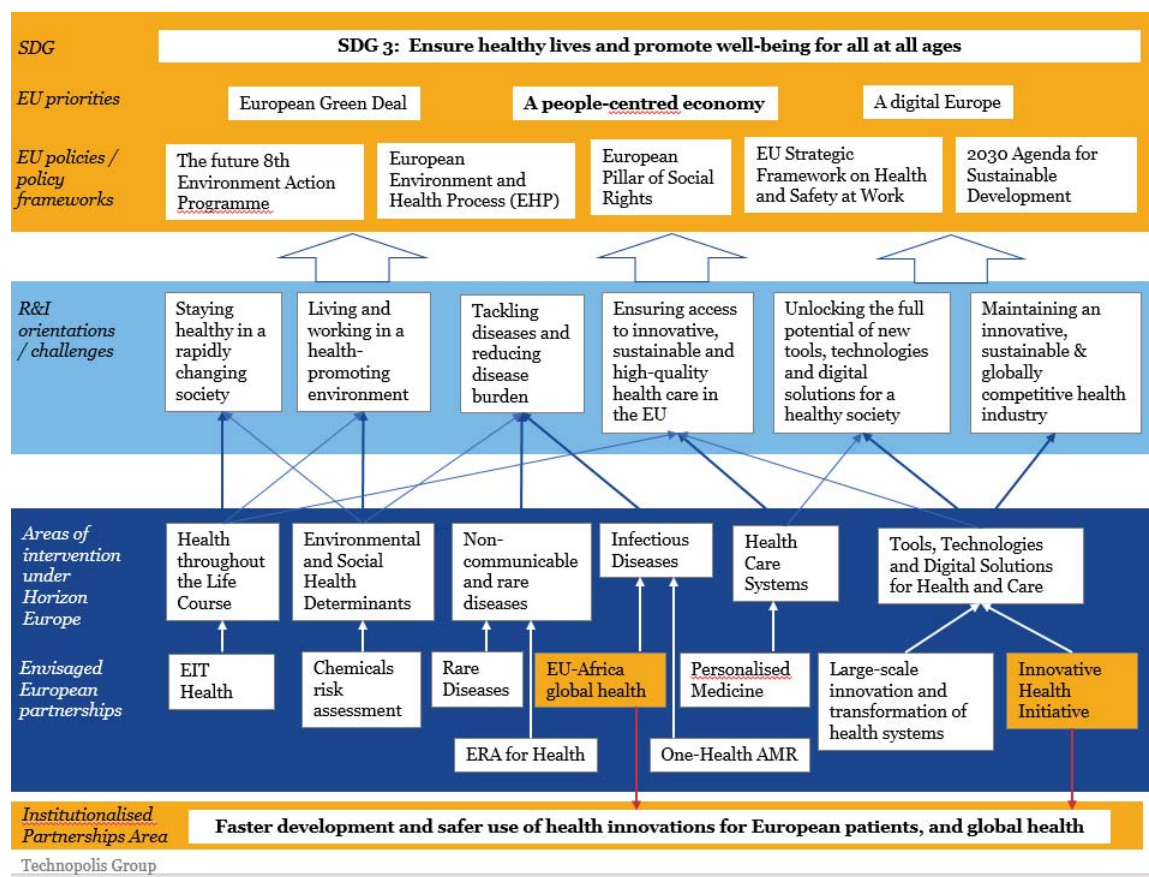 SDG
SDG 3: Ensure healthy lives and promote well-being for all at all ages
EU priorities
European Green Deal
A people-centred economy
A digital Europe
EU policies /
policy
frameworks
The future 8th
Environment Action
Programme
European
Environment and
Health Process (EHP)
European
Pillar of Social
Rights
EU Strategic
Framework on Health
and Safety at Work
2030 Agenda for
Sustainable
Development
R&I
orientations
/ challenges
Staying
healthy in a
rapidly
changing
society
Living and
working in a
health-
promoting
environment
Tackling
diseases and
reducing
disease
burden
Ensuring access
to innovative,
sustainable and
high-quality
health care in
the EU
Unlocking the full
potential of new
tools, technologies
and digital
solutions for a
healthy society
Maintaining an
innovative,
sustainable &
globally
competitive health
industry
Areas of
intervention
under
Horizon
Europe
Health
throughout
the Life
Course
Environmental
and Social
Health
Determinants
Non-
communicable
and rare
diseases
Infectious
Diseases
Health
Care
Systems
Tools, Technologies
and Digital Solutions
for Health and Care
Envisaged
European
partnerships
EIT
Health
Chemicals
risk
assessment
Rare
Diseases
EU-Africa
global health
Personalised
Medicine
Large-scale
innovation and
transformation of
health systems
Innovative
Health
Initiative
ERA for Health
One-Health AMR
Institutionalised
Partnerships Area
Faster development and safer use of health innovations for European patients, and global health
Technopolis Group